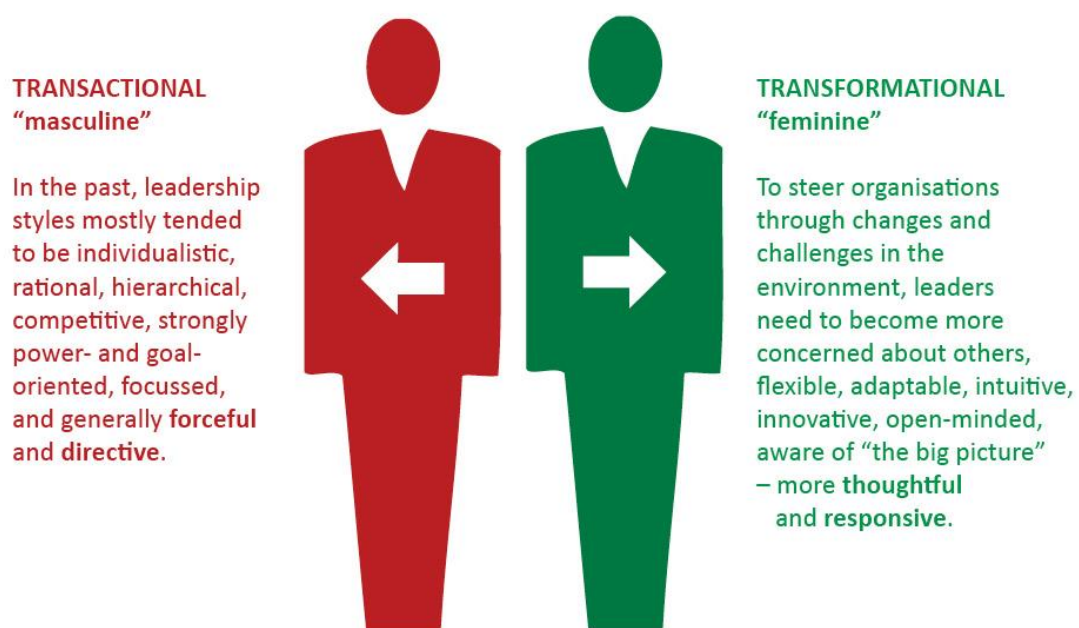 TRANSACTIONAL
“masculine”
In the past, leadership
styles mostly tended
to be individualistic,
rational, hierarchical,
competitive, strongly
power- and goal-
oriented, focussed,
and generally forceful
and directive.
TRANSFORMATIONAL
“feminine”
To steer organisations
through changes and
challenges in the
environment, leaders
need to become more
concerned about others,
flexible, adaptable, intuitive,
innovative, open-minded,
aware of “the big picture”
– more thoughtful
and responsive.